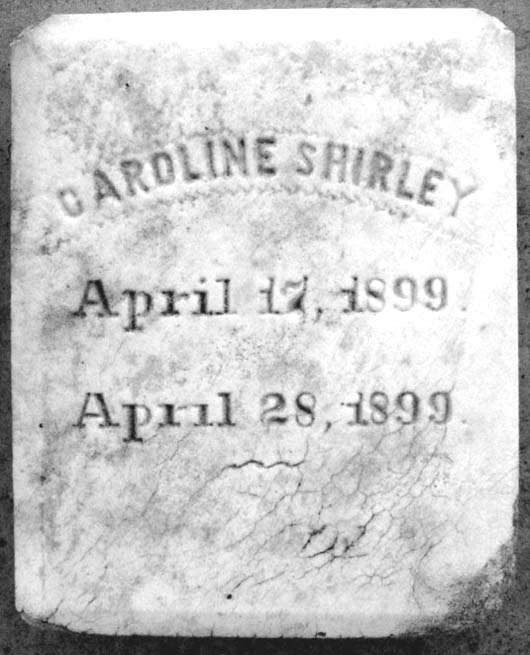 CAROLINE SHIRLEY
April 17, 1899.
April 28, 1899.